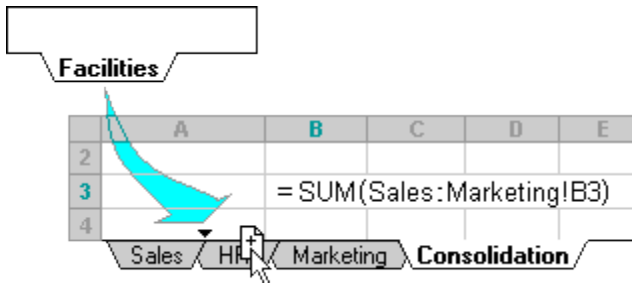 Facilities
A B C D E
2
3 =SUM(Sales:Marketing!B3)
4
Sales HR Marketing Consolidation